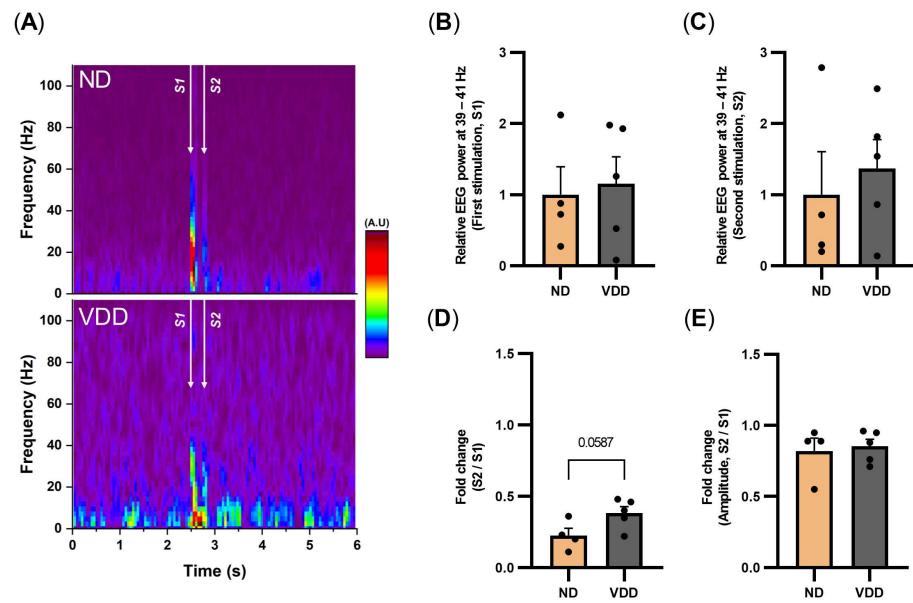 (A)
ND
S1
S2
Frequency (Hz)
100
80
60
40
20
0
(A.U)
VDD
S1
S2
Frequency (Hz)
100
80
60
40
20
0
0 1 2 3 4 5 6
Time (s)
(B)
Relative EEG power at 39 – 41 Hz
(First stimulation, S1)
3
2
1
0
ND VDD
(C)
Relative EEG power at 39 – 41 Hz
(Second stimulation, S2)
3
2
1
0
ND VDD
(D)
Fold change
(S2 / S1)
1.5
1.0
0.5
0.0
0.0587
ND VDD
(E)
Fold change
(Amplitude, S2 / S1)
1.5
1.0
0.5
0.0
ND VDD